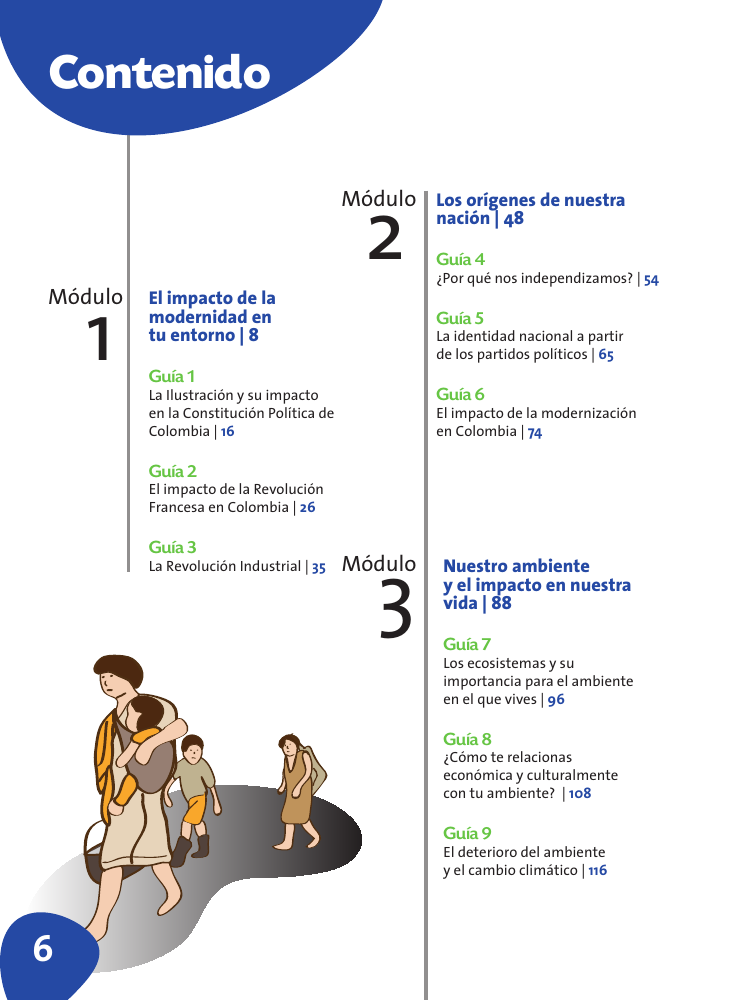 Contenido
Módulo
1
El impacto de la
modernidad en
tu entorno | 8
Guía 1
La Ilustración y su impacto
en la Constitución Política de
Colombia | 16
Guía 2
El impacto de la Revolución
Francesa en Colombia | 26
Guía 3
La Revolución Industrial | 35
Módulo
2
Los orígenes de nuestra
nación | 48
Guía 4
¿Por qué nos independizamos? | 54
Guía 5
La identidad nacional a partir
de los partidos políticos | 65
Guía 6
El impacto de la modernización
en Colombia | 74
Módulo
3
Nuestro ambiente
y el impacto en nuestra
vida | 88
Guía 7
Los ecosistemas y su
importancia para el ambiente
en el que vives | 96
Guía 8
¿Cómo te relacionas
económica y culturalmente
con tu ambiente? | 108
Guía 9
El deterioro del ambiente
y el cambio climático | 116
6